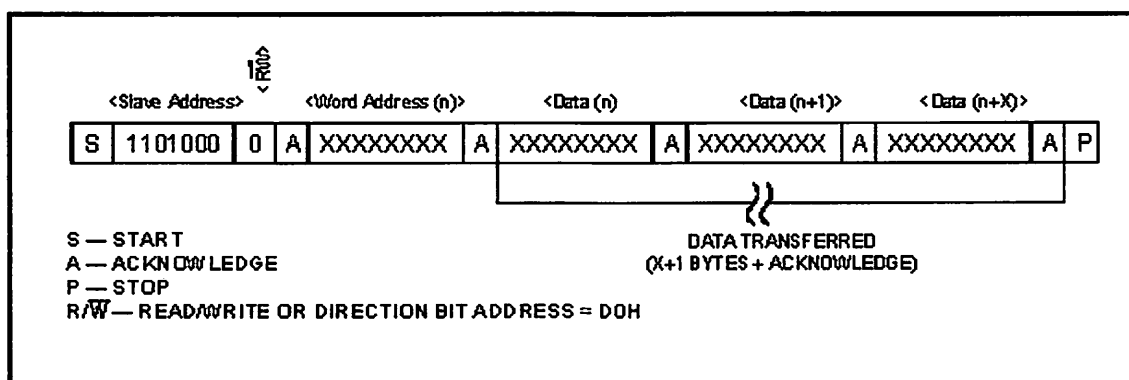 <R/W>
<Slave Address> <Word Address (n)> <Data (n)> <Data (n+1)> <Data (n+X)>
S 1101000 0 A XXXXXXXX A XXXXXXXX A XXXXXXXX A XXXXXXXX A P
S — START
A — ACKNOWLEDGE
P — STOP
R/W — READ/WRITE OR DIRECTION BIT ADDRESS = D0H
DATA TRANSFERRED
(X+1 BYTES + ACKNOWLEDGE)